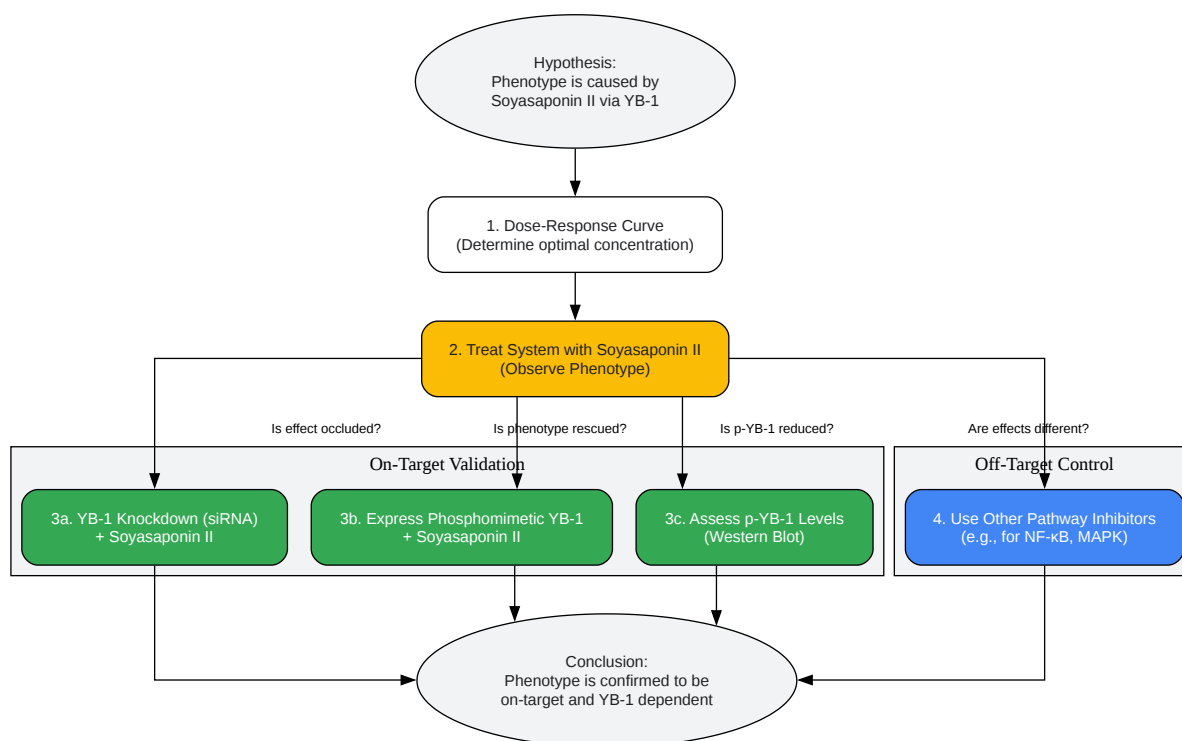 Hypothesis:
Phenotype is caused by
Soyasaponin II via YB-1
1. Dose-Response Curve
(Determine optimal concentration)
2. Treat System with Soyasaponin II
(Observe Phenotype)
Is effect occluded?
Is phenotype rescued?
Is p-YB-1 reduced?
Are effects different?
On-Target Validation
Off-Target Control
3a. YB-1 Knockdown (siRNA)
+ Soyasaponin II
3b. Express Phosphomimetic YB-1
+ Soyasaponin II
3c. Assess p-YB-1 Levels
(Western Blot)
4. Use Other Pathway Inhibitors
(e.g., for NF-κB, MAPK)
Conclusion:
Phenotype is confirmed to be
on-target and YB-1 dependent